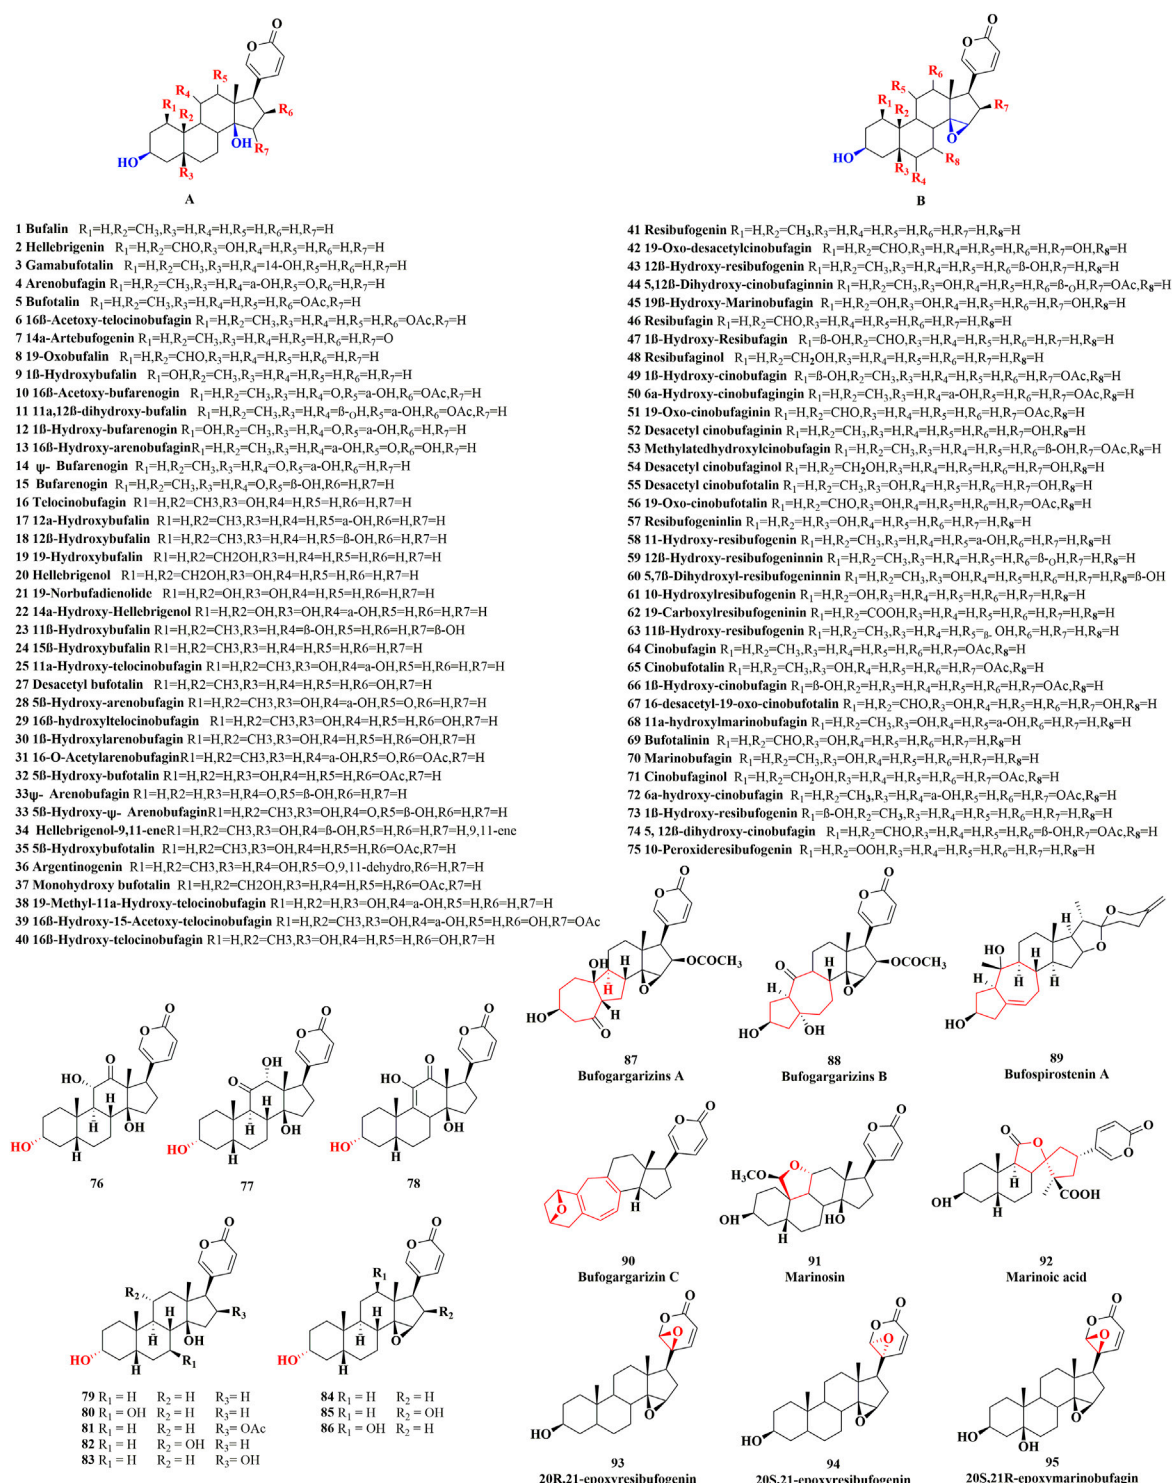 A
B
1 Bufalin R1=H,R2=CH3,R3=H,R4=H,R5=H,R6=H,R7=H
2 Hellebrigenin R1=H,R2=CHO,R3=OH,R4=H,R5=H,R6=H,R7=H
3 Gamabufotalin R1=H,R2=CH3,R3=H,R4=14-OH,R5=H,R6=H,R7=H
4 Arenobufagin R1=H,R2=CH3,R3=H,R4=a-OH,R5=O,R6=H,R7=H
5 Bufotalin R1=H,R2=CH3,R3=H,R4=H,R5=H,R6=OAc,R7=H
6 16ß-Acetoxy-telocinobufagin R1=H,R2=CH3,R3=H,R4=H,R5=H,R6=OAc,R7=H
7 14a-Artebufogenin R1=H,R2=CH3,R3=H,R4=H,R5=H,R6=H,R7=O
8 19-Oxobufalin R1=H,R2=CHO,R3=H,R4=H,R5=H,R6=H,R7=H
9 1ß-Hydroxybufalin R1=OH,R2=CH3,R3=H,R4=H,R5=H,R6=H,R7=H
10 16ß-Acetoxy-bufarenogin R1=H,R2=CH3,R3=H,R4=O,R5=a-OH,R6=OAc,R7=H
11 11a,12ß-dihydroxy-bufalin R1=H,R2=CH3,R3=H,R4=ß-OH,R5=a-OH,R6=OAc,R7=H
12 1ß-Hydroxy-bufarenogin R1=OH,R2=CH3,R3=H,R4=O,R5=a-OH,R6=H,R7=H
13 16ß-Hydroxy-arenobufagin R1=H,R2=CH3,R3=H,R4=a-OH,R5=O,R6=OH,R7=H
14 ψ- Bufarenogin R1=H,R2=CH3,R3=H,R4=O,R5=a-OH,R6=H,R7=H
15 Bufarenogin R1=H,R2=CH3,R3=H,R4=O,R5=ß-OH,R6=H,R7=H
16 Telocinobufagin R1=H,R2=CH3,R3=OH,R4=H,R5=H,R6=H,R7=H
17 12a-Hydroxybufalin R1=H,R2=CH3,R3=H,R4=H,R5=a-OH,R6=H,R7=H
18 12ß-Hydroxybufalin R1=H,R2=CH3,R3=H,R4=H,R5=ß-OH,R6=H,R7=H
19 19-Hydroxybufalin R1=H,R2=CH2OH,R3=H,R4=H,R5=H,R6=H,R7=H
20 Hellebrigenol R1=H,R2=CH2OH,R3=OH,R4=H,R5=H,R6=H,R7=H
21 19-Norbufadienolide R1=H,R2=OH,R3=OH,R4=H,R5=H,R6=H,R7=H
22 14a-Hydroxy-Hellebrigenol R1=H,R2=OH,R3=OH,R4=a-OH,R5=H,R6=H,R7=H
23 11ß-Hydroxybufalin R1=H,R2=CH3,R3=H,R4=ß-OH,R5=H,R6=H,R7=ß-OH
24 15ß-Hydroxybufalin R1=H,R2=CH3,R3=H,R4=H,R5=H,R6=H,R7=H
25 11a-Hydroxy-telocinobufagin R1=H,R2=CH3,R3=OH,R4=a-OH,R5=H,R6=H,R7=H
27 Desacetyl bufotalin R1=H,R2=CH3,R3=H,R4=H,R5=H,R6=OH,R7=H
28 5ß-Hydroxy-arenobufagin R1=H,R2=CH3,R3=OH,R4=a-OH,R5=O,R6=H,R7=H
29 16ß-hydroxyltelocinobufagin R1=H,R2=CH3,R3=OH,R4=H,R5=H,R6=OH,R7=H
30 1ß-Hydroxylarenobufagin R1=H,R2=CH3,R3=OH,R4=H,R5=H,R6=OH,R7=H
31 16-O-Acetylarenobufagin R1=H,R2=CH3,R3=H,R4=a-OH,R5=O,R6=OAc,R7=H
32 5ß-Hydroxy-bufotalin R1=H,R2=H,R3=OH,R4=H,R5=H,R6=OAc,R7=H
33ψ- Arenobufagin R1=H,R2=H,R3=H,R4=O,R5=ß-OH,R6=H,R7=H
33 5ß-Hydroxy-ψ- Arenobufagin R1=H,R2=CH3,R3=OH,R4=O,R5=ß-OH,R6=H,R7=H
34 Hellebrigenol-9,11-ene R1=H,R2=CH3,R3=OH,R4=ß-OH,R5=H,R6=H,R7=H,9,11-ene
35 5ß-Hydroxybufotalin R1=H,R2=CH3,R3=OH,R4=H,R5=H,R6=OAc,R7=H
36 Argentinogenin R1=H,R2=CH3,R3=H,R4=OH,R5=O,9,11-dehydro,R6=H,R7=H
37 Monohydroxy bufotalin R1=H,R2=CH2OH,R3=H,R4=H,R5=H,R6=OAc,R7=H
38 19-Methyl-11a-Hydroxy-telocinobufagin R1=H,R2=H,R3=OH,R4=a-OH,R5=H,R6=H,R7=H
39 16ß-Hydroxy-15-Acetoxy-telocinobufagin R1=H,R2=CH3,R3=OH,R4=a-OH,R5=H,R6=OH,R7=OAc
40 16ß-Hydroxy-telocinobufagin R1=H,R2=CH3,R3=OH,R4=H,R5=H,R6=OH,R7=H
41 Resibufogenin R1=H,R2=CH3,R3=H,R4=H,R5=H,R6=H,R7=H,R8=H
42 19-Oxo-desacetylcinobufagin R1=H,R2=CHO,R3=H,R4=H,R5=H,R6=H,R7=OH,R8=H
43 12ß-Hydroxy-resibufogenin R1=H,R2=CH3,R3=H,R4=H,R5=H,R6=ß-OH,R7=H,R8=H
44 5,12ß-Dihydroxy-cinobufaginnin R1=H,R2=CH3,R3=OH,R4=H,R5=H,R6=ß-OH,R7=OAc,R8=H
45 19ß-Hydroxy-Marinobufagin R1=H,R2=OH,R3=OH,R4=H,R5=H,R6=H,R7=OH,R8=H
46 Resibufagin R1=H,R2=CHO,R3=H,R4=H,R5=H,R6=H,R7=H,R8=H
47 1ß-Hydroxy-Resibufagin R1=ß-OH,R2=CHO,R3=H,R4=H,R5=H,R6=H,R7=H,R8=H
48 Resibufaginol R1=H,R2=CH2OH,R3=H,R4=H,R5=H,R6=H,R7=H,R8=H
49 1ß-Hydroxy-cinobufagin R1=ß-OH,R2=CH3,R3=H,R4=H,R5=H,R6=H,R7=OAc,R8=H
50 6a-Hydroxy-cinobufagingin R1=H,R2=CH3,R3=H,R4=a-OH,R5=H,R6=H,R7=OAc,R8=H
51 19-Oxo-cinobufaginin R1=H,R2=CHO,R3=H,R4=H,R5=H,R6=H,R7=OAc,R8=H
52 Desacetyl cinobufaginin R1=H,R2=CH3,R3=H,R4=H,R5=H,R6=H,R7=OH,R8=H
53 Methylatedhydroxylcinobufagin R1=H,R2=CH3,R3=H,R4=H,R5=H,R6=ß-OH,R7=OAc,R8=H
54 Desacetyl cinobufaginol R1=H,R2=CH2OH,R3=H,R4=H,R5=H,R6=H,R7=OH,R8=H
55 Desacetyl cinobufotalin R1=H,R2=CH3,R3=OH,R4=H,R5=H,R6=H,R7=OH,R8=H
56 19-Oxo-cinobufotalin R1=H,R2=CHO,R3=OH,R4=H,R5=H,R6=H,R7=OAc,R8=H
57 Resibufogeninlin R1=H,R2=H,R3=OH,R4=H,R5=H,R6=H,R7=H,R8=H
58 11-Hydroxy-resibufogenin R1=H,R2=CH3,R3=H,R4=H,R5=a-OH,R6=H,R7=H,R8=H
59 12ß-Hydroxy-resibufogeninnin R1=H,R2=CH3,R3=H,R4=H,R5=H,R6=ß-OH,R7=H,R8=H
60 5,7ß-Dihydroxyl-resibufogeninnin R1=H,R2=CH3,R3=OH,R4=H,R5=H,R6=H,R7=H,R8=ß-OH
61 10-Hydroxylresibufogenin R1=H,R2=OH,R3=H,R4=H,R5=H,R6=H,R7=H,R8=H
62 19-Carboxylresibufogeninin R1=H,R2=COOH,R3=H,R4=H,R5=H,R6=H,R7=H,R8=H
63 11ß-Hydroxy-resibufogenin R1=H,R2=CH3,R3=H,R4=H,R5=ß- OH,R6=H,R7=H,R8=H
64 Cinobufagin R1=H,R2=CH3,R3=H,R4=H,R5=H,R6=H,R7=OAc,R8=H
65 Cinobufotalin R1=H,R2=CH3,R3=OH,R4=H,R5=H,R6=H,R7=OAc,R8=H
66 1ß-Hydroxy-cinobufagin R1=ß-OH,R2=H,R3=H,R4=H,R5=H,R6=H,R7=OAc,R8=H
67 16-desacetyl-19-oxo-cinobufotalin R1=H,R2=CHO,R3=OH,R4=H,R5=H,R6=H,R7=OH,R8=H
68 11a-hydroxylmarinobufagin R1=H,R2=CH3,R3=OH,R4=H,R5=a-OH,R6=H,R7=H,R8=H
69 Bufotalinin R1=H,R2=CHO,R3=OH,R4=H,R5=H,R6=H,R7=H,R8=H
70 Marinobufagin R1=H,R2=CH3,R3=OH,R4=H,R5=H,R6=H,R7=H,R8=H
71 Cinobufaginol R1=H,R2=CH2OH,R3=H,R4=H,R5=H,R6=H,R7=OAc,R8=H
72 6a-hydroxy-cinobufagin R1=H,R2=CH3,R3=H,R4=a-OH,R5=H,R6=H,R7=OAc,R8=H
73 1ß-Hydroxyl-resibufogenin R1=ß-OH,R2=CH3,R3=H,R4=H,R5=H,R6=H,R7=H,R8=H
74 5, 12ß-dihydroxy-cinobufagin R1=H,R2=CHO,R3=H,R4=H,R5=H,R6=ß-OH,R7=OAc,R8=H
75 10-Peroxideresibufogenin R1=H,R2=OOH,R3=H,R4=H,R5=H,R6=H,R7=H,R8=H
87
Bufogargarizins A
88
Bufogargarizins B
89
Bufospirostenin A
76
77
78
90
Bufogargarizin C
91
Marinosin
92
Marinoic acid
79 R1 = H R2 = H R3= H
80 R1 = OH R2 = H R3= H
81 R1 = H R2 = H R3= OAc
82 R1 = H R2 = OH R3= H
83 R1 = H R2 = H R3= OH
84 R1 = H R2 = H
85 R1 = H R2 = OH
86 R1 = OH R2 = H
93
20R,21-epoxyresibufogenin
94
20S,21-epoxyresibufogenin
95
20S,21R-epoxymarinobufagin